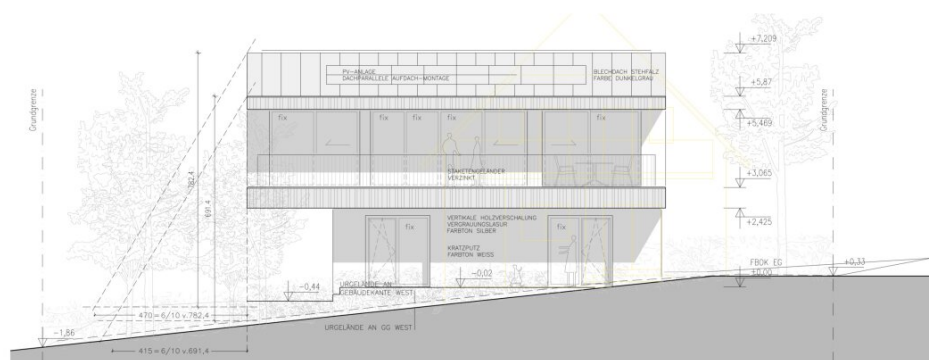 +7,209
PV-ANLAGE
DACHPARALLELE AUFDACH-MONTAGE
BLECHDACH STEHFALZ
FARBE DUNKELGRAU
+5,87
Grundgrenze
Grundgrenze
fix
fix
fix
fix
fix
+5,469
782,4
691,4
STAKETENGELÄNDER
VERZINKT
+3,065
+2,425
VERTIKALE HOLZVERSCHALUNG
VERGRAUUNGSLASUR
FARBTON SILBER
fix
fix
KRATZPUTZ
FARBTON WEISS
FBOK EG
±0,00
+0,33
-0,02
-0,44
URGELÄNDE AN
GEBÄUDEKANTE WEST
470 = 6/10 v.782,4
URGELÄNDE AN GG WEST
-1,86
415 = 6/10 v.691,4